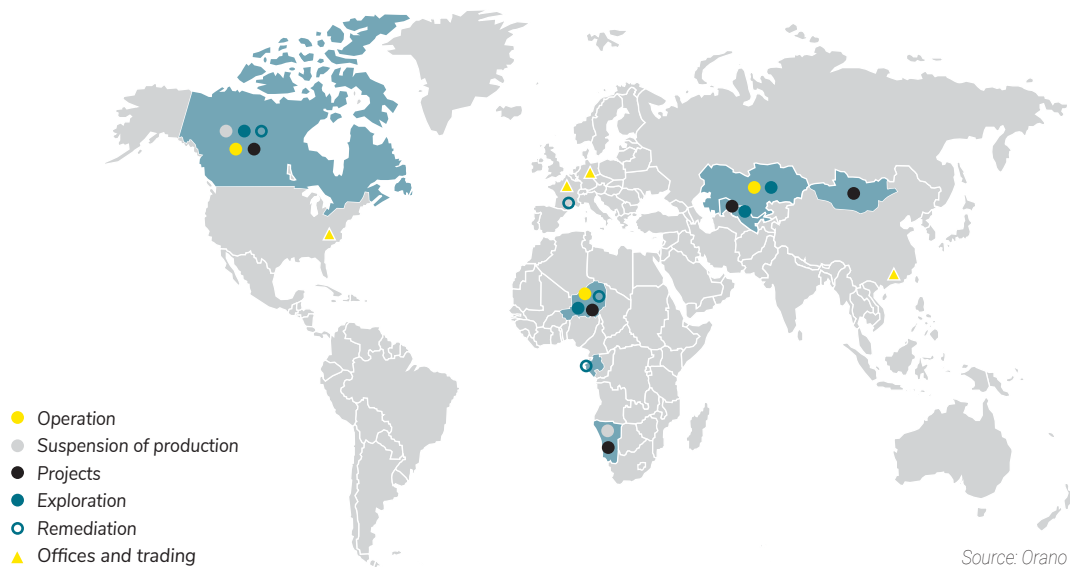 Operation
Suspension of production
Projects
Exploration
Remediation
Offices and trading
Source: Orano